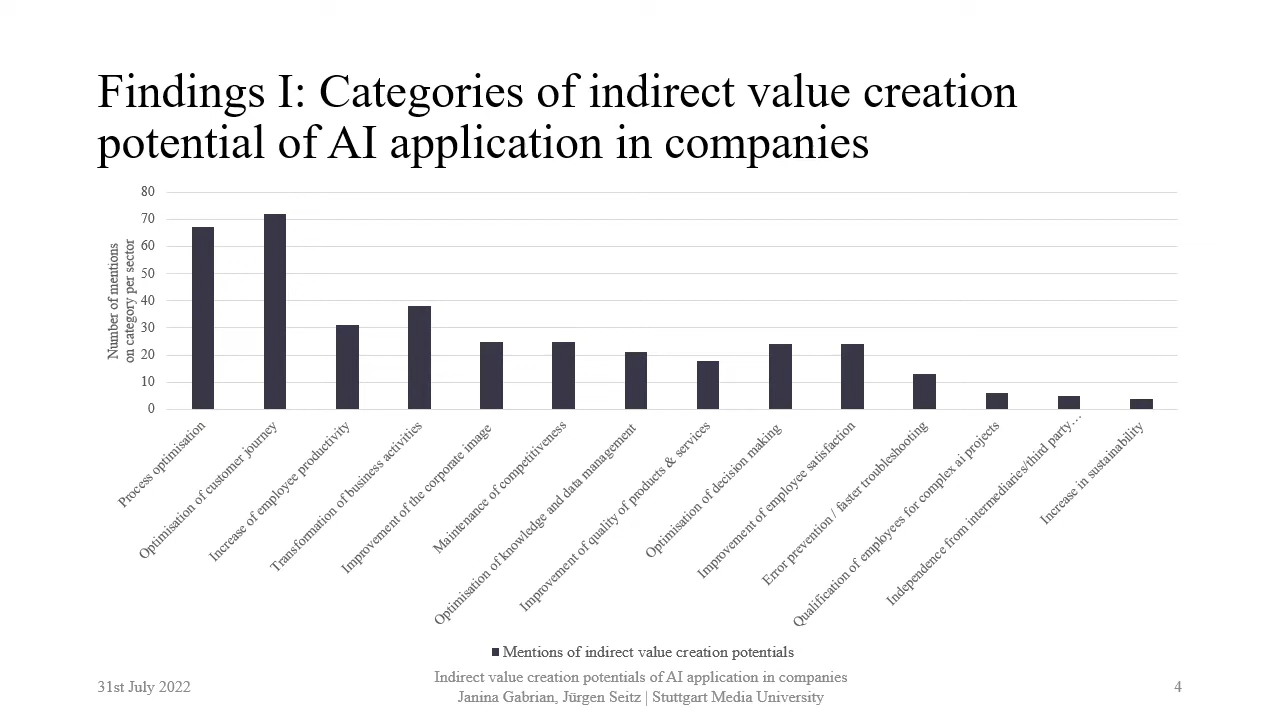 Findings I: Categories of indirect value creation
potential of AI application in companies
Number of mentions
on category per sector
80
70
60
50
40
30
20
10
0
Process optimisation
Optimisation of customer journey
Increase of employee productivity
Transformation of business activities
Improvement of the corporate image
Maintenance of competitiveness
Optimisation of knowledge and data management
Improvement of quality of products & services
Optimisation of decision making
Improvement of employee satisfaction
Error prevention / faster troubleshooting
Qualification of employees for complex ai projects
Independence from intermediaries/third party…
Increase in sustainability
Mentions of indirect value creation potentials
31st July 2022
Indirect value creation potentials of AI application in companies
Janina Gabrian, Jürgen Seitz | Stuttgart Media University
4